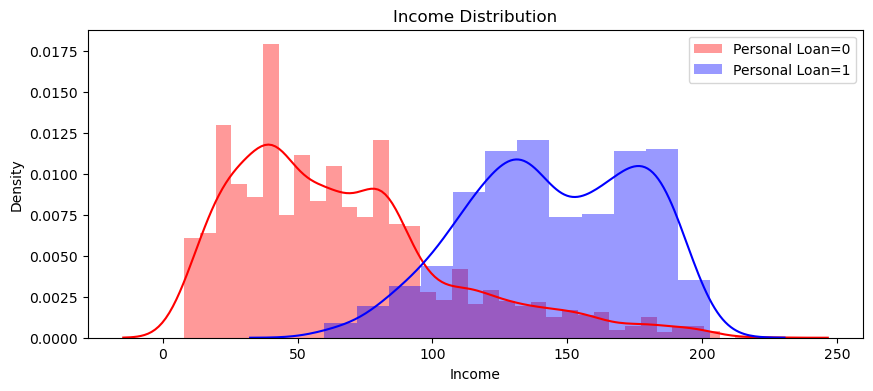 Income Distribution
Personal Loan=0
Personal Loan=1
Density
0.0175
0.0150
0.0125
0.0100
0.0075
0.0050
0.0025
0.0000
0 50 100 150 200 250
Income